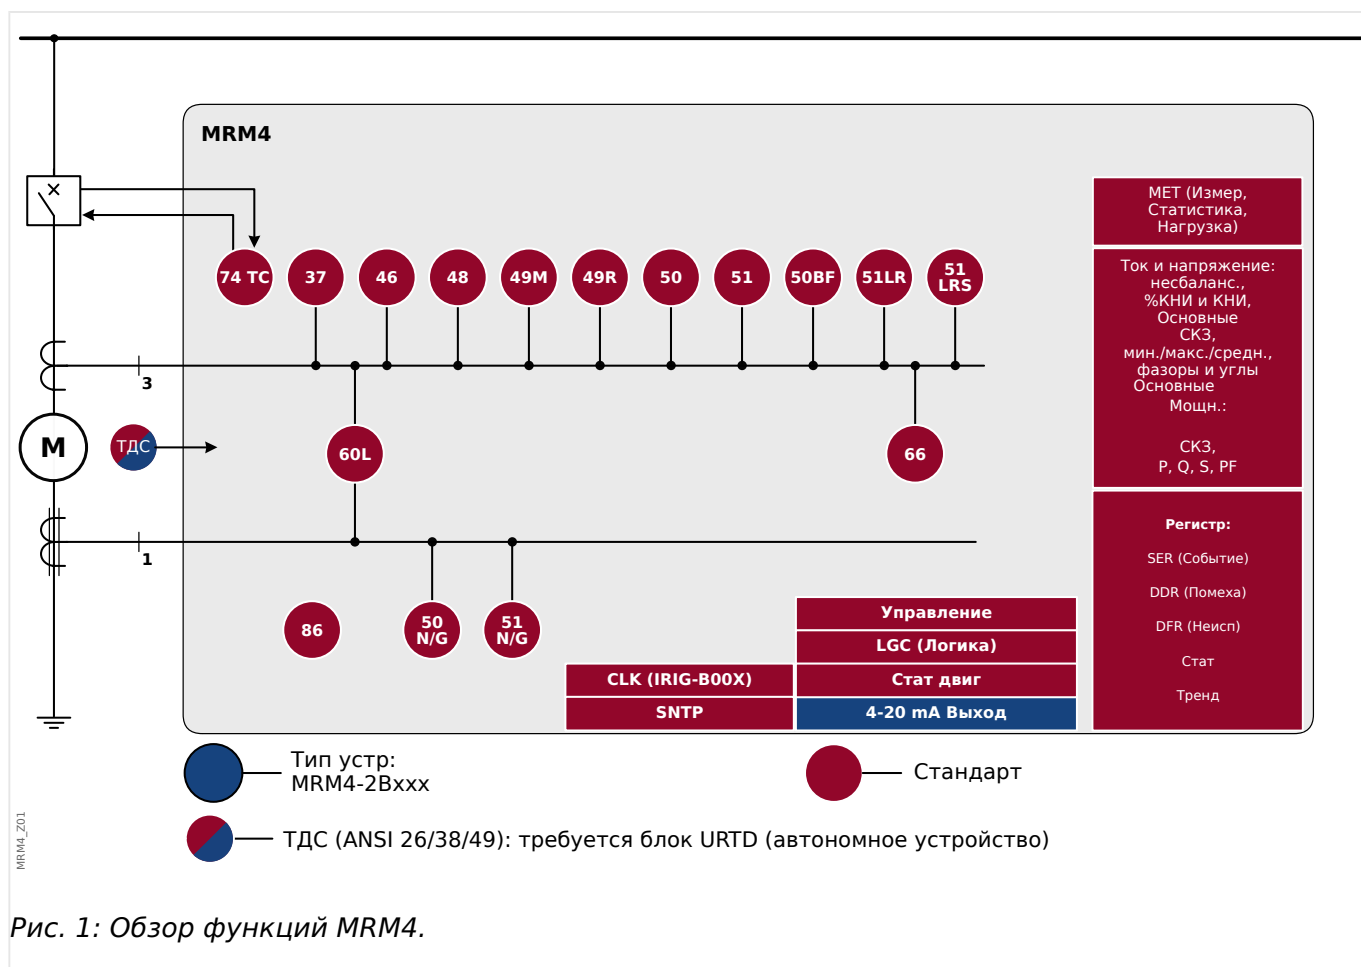 MRM4
МЕТ (Измер,
Статистика,
Нагрузка)
74 TC
37
46
48
49M
49R
50
51
50BF
51LR
51
LRS
Ток и напряжение:
несбаланс.,
%КНИ и КНИ,
Основные
СКЗ,
мин./макс./средн.,
фазоры и углы
Основные
Мощн.:
СКЗ,
P, Q, S, PF
3
M
ТДС
60L
66
1
Регистр:
SER (Событие)
DDR (Помеха)
DFR (Неисп)
Стат
Тренд
86
50
N/G
51
N/G
Управление
LGC (Логика)
CLK (IRIG-B00X)
Стат двиг
SNTP
4-20 mA Выход
Тип устр:
MRM4-2Bxxx
Стандарт
ТДС (ANSI 26/38/49): требуется блок URTD (автономное устройство)
MRM4_Z01
Рис. 1: Обзор функций MRM4.